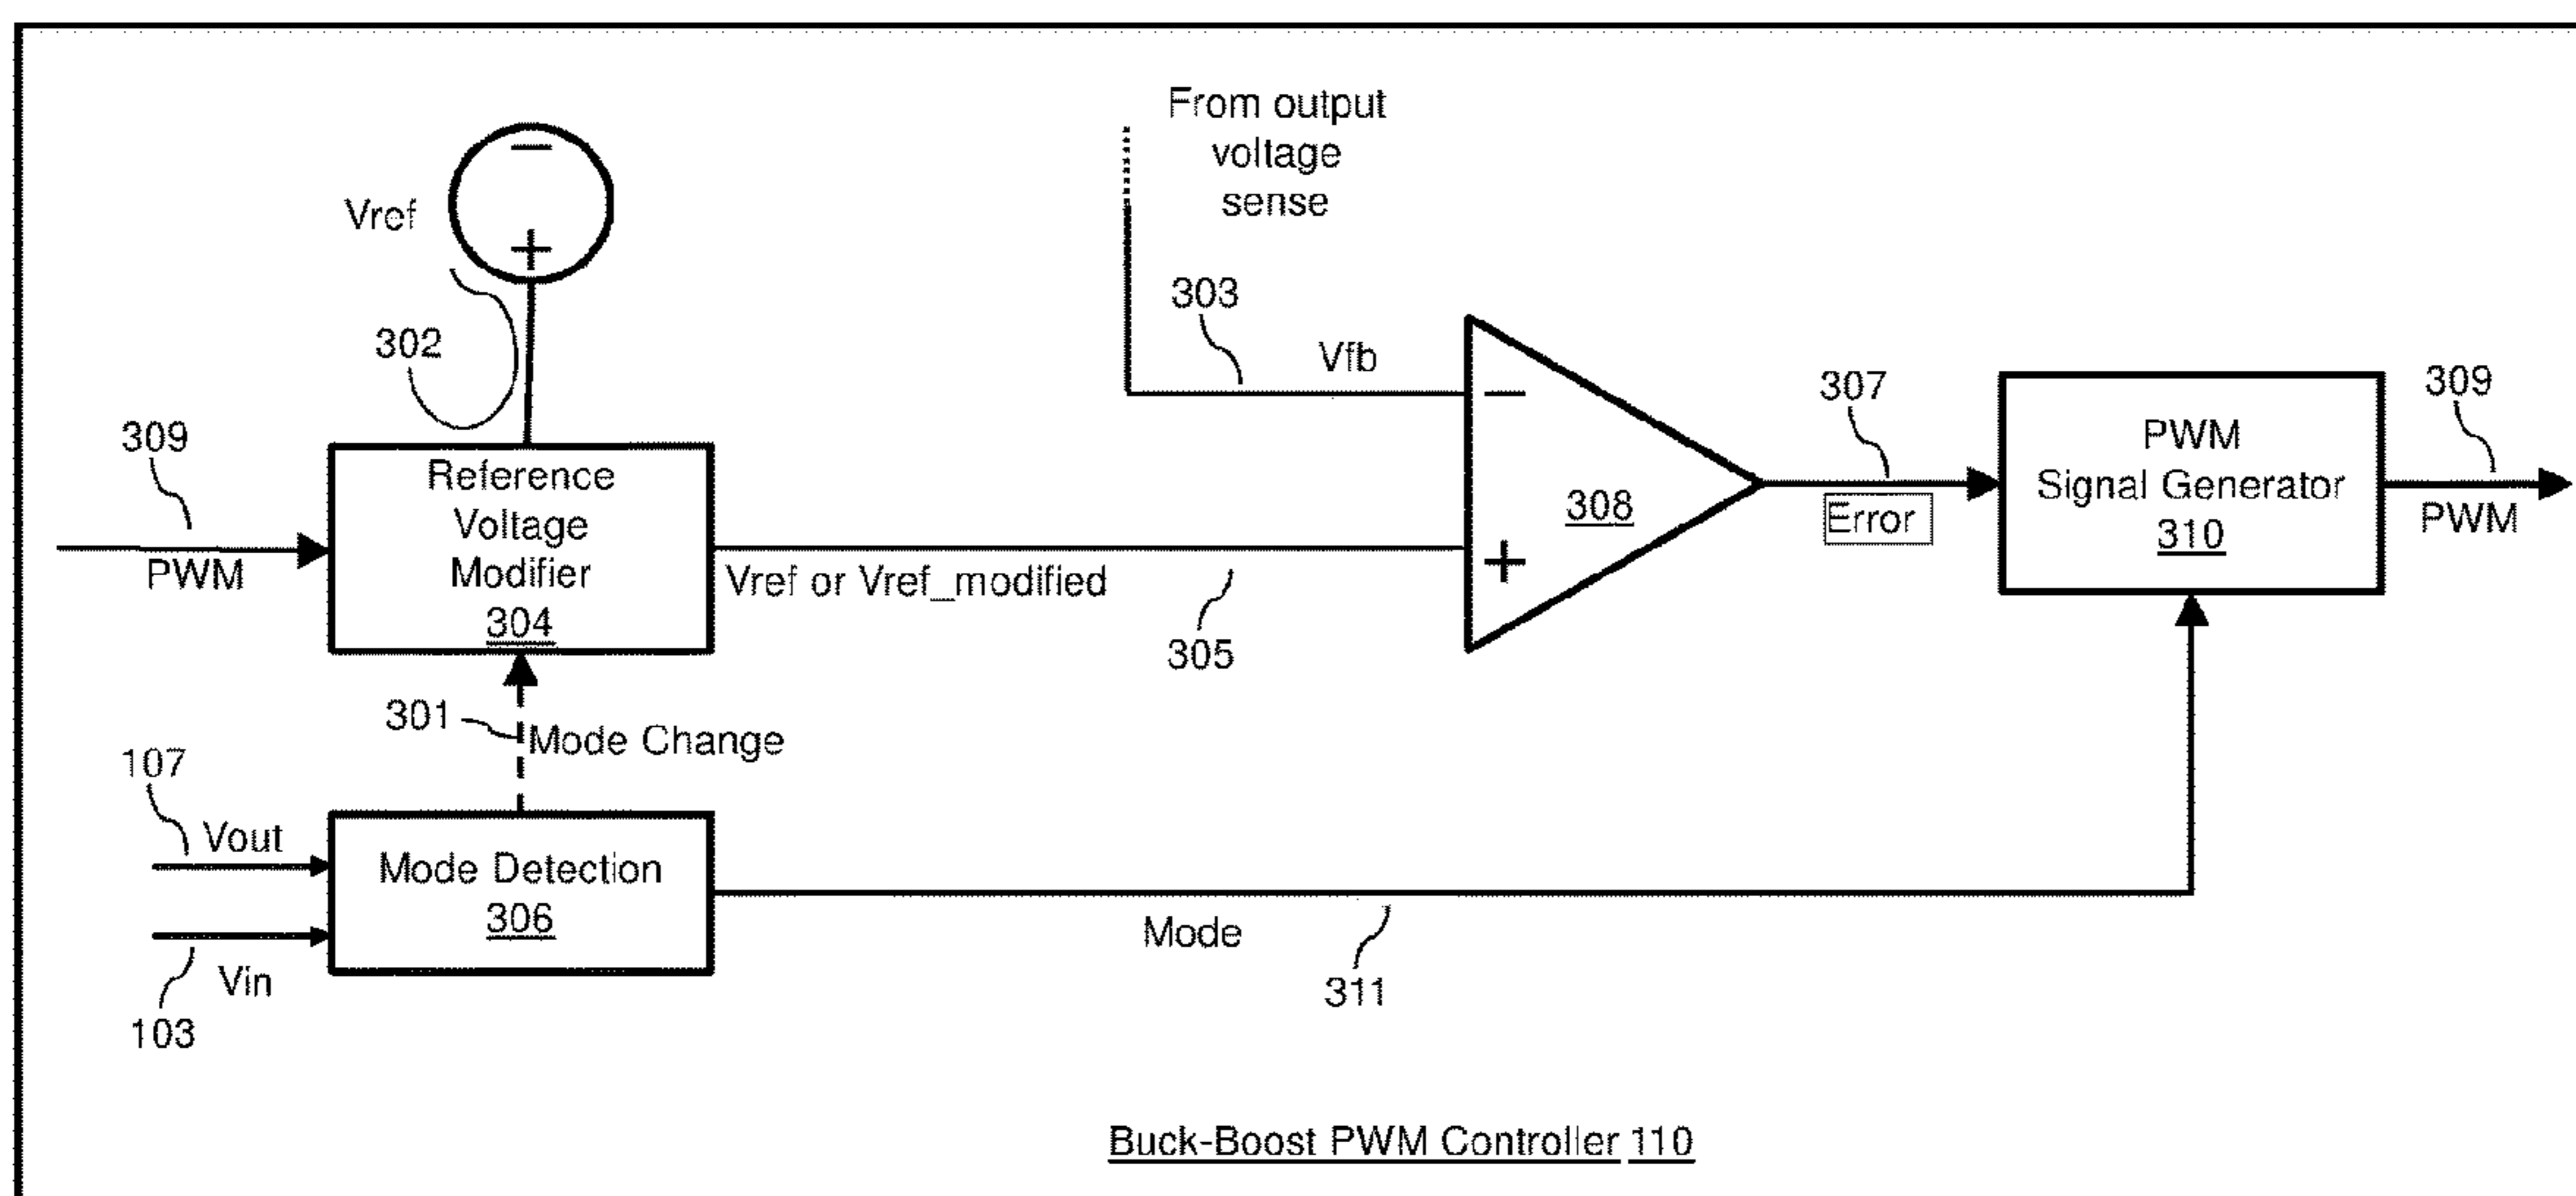 From output
voltage
sense
Vref
302
303
Vfb
307
309
309
PWM
Reference
Voltage
Modifier
304
Vref or Vref_modified
305
308
Error
PWM
Signal Generator
310
PWM
301
Mode Change
107
Vout
Mode Detection
306
Vin
103
Mode
311
Buck-Boost PWM Controller 110